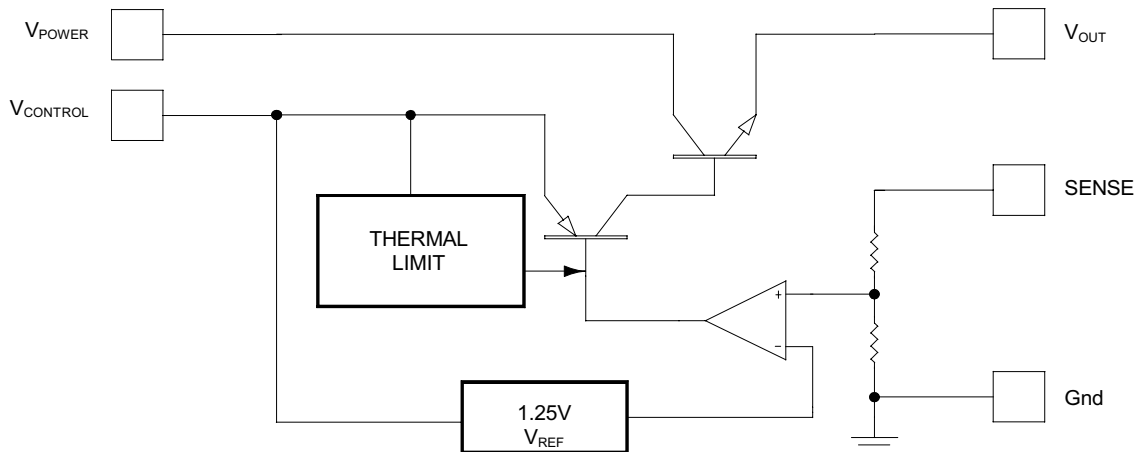 VPOWER
VOUT
VCONTROL
SENSE
THERMAL
LIMIT
+
-
1.25V
VREF
Gnd